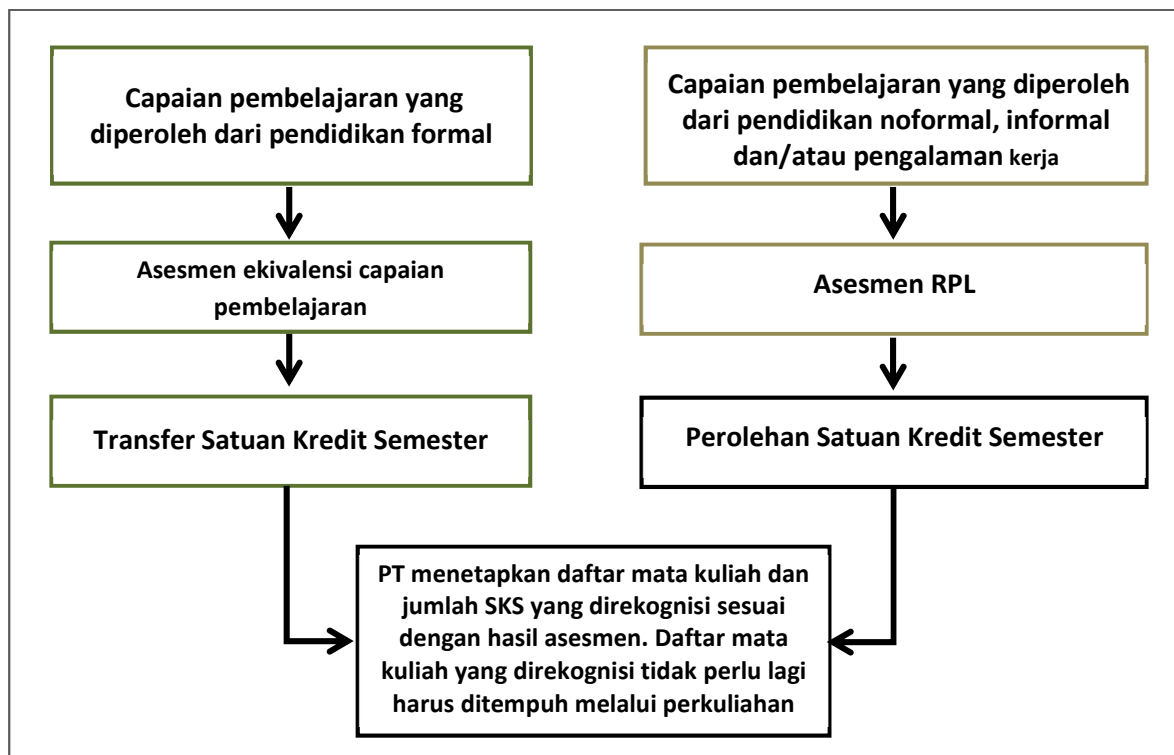 Capaian pembelajaran yang
diperoleh dari pendidikan formal
Asesmen ekivalensi capaian
pembelajaran
Transfer Satuan Kredit Semester
Capaian pembelajaran yang diperoleh
dari pendidikan noformal, informal
dan/atau pengalaman kerja
Asesmen RPL
Perolehan Satuan Kredit Semester
PT menetapkan daftar mata kuliah dan
jumlah SKS yang direkognisi sesuai
dengan hasil asesmen. Daftar mata
kuliah yang direkognisi tidak perlu lagi
harus ditempuh melalui perkuliahan